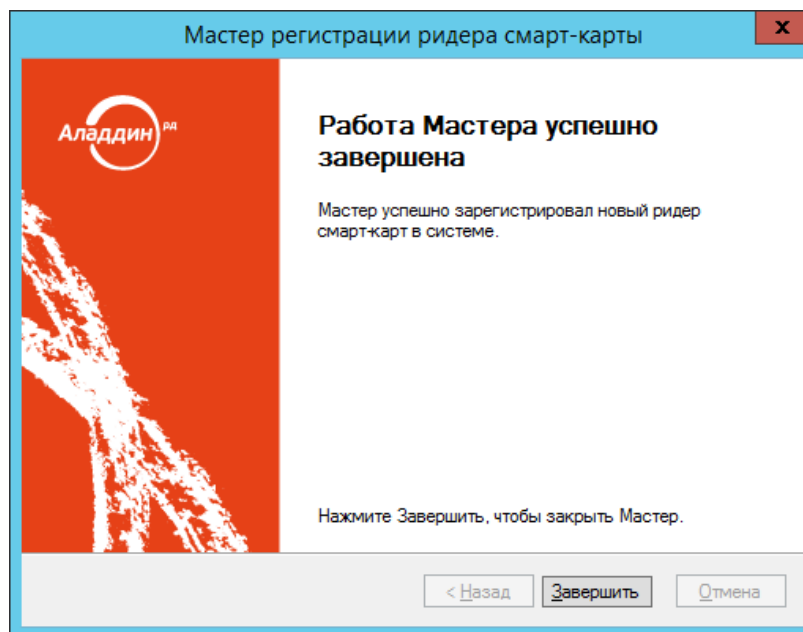 Мастер регистрации ридера смарт-карты
x
Аладдин РД
Работа Мастера успешно
завершена
Мастер успешно зарегистрировал новый ридер
смарт-карт в системе.
Нажмите Завершить, чтобы закрыть Мастер.
< Назад Завершить Отмена